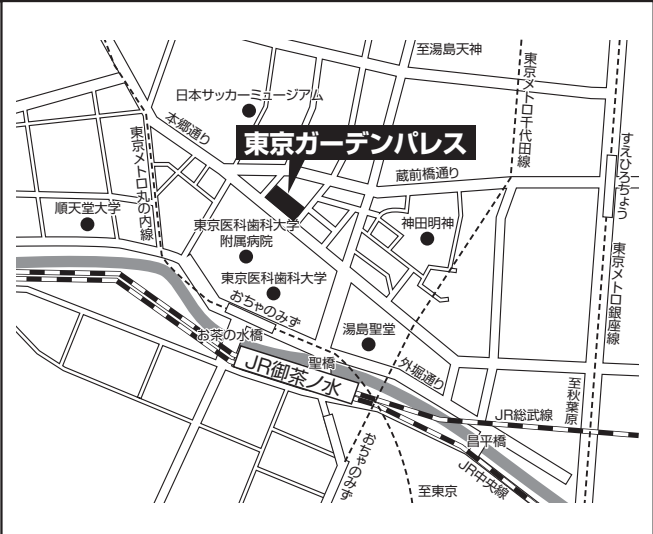 至湯島天神
東京メトロ千代田線
日本サッカーミュージアム
本郷通り
東京メトロ丸の内線
東京ガーデンパレス
蔵前橋通り
すえひろちょう
順天堂大学
東京医科歯科大学
附属病院
神田明神
東京メトロ銀座線
東京医科歯科大学
おちゃのみず
お茶の水橋
湯島聖堂
聖橋
外堀通り
JR御茶ノ水
至秋葉原
JR総武線
昌平橋
おちゃのみず
JR中央線
至東京